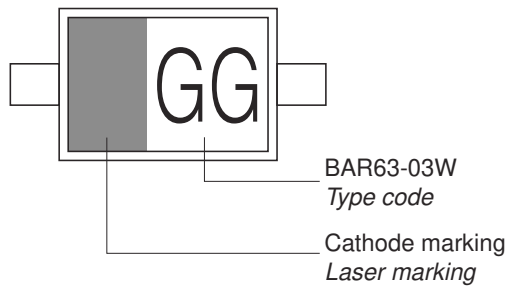 GG
BAR63-03W
Type code
Cathode marking
Laser marking